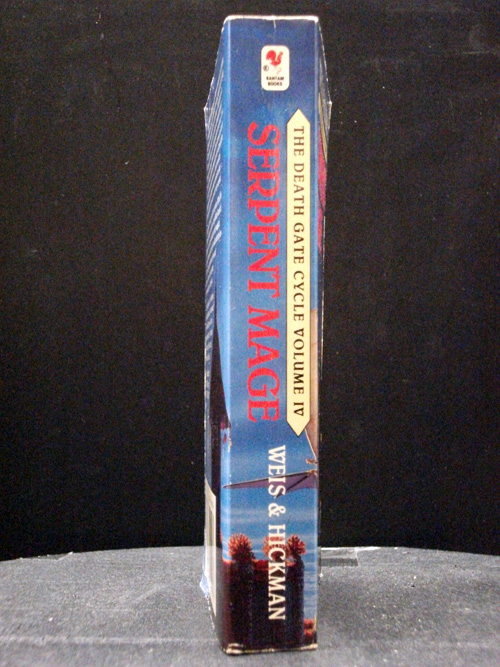 BANTAM
BOOKS
THE DEATH GATE CYCLE VOLUME IV
SERPENT MAGE
WEIS & HICKMAN